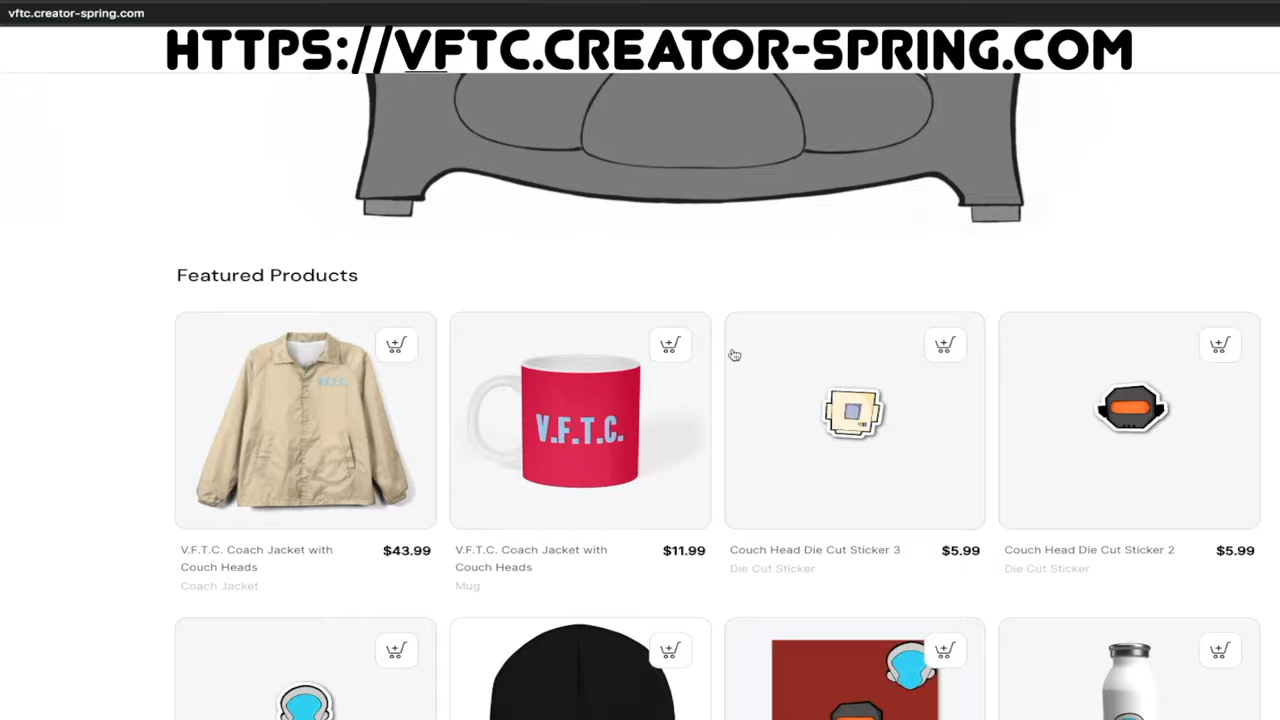 vftc.creator-spring.com
HTTPS://VFTC.CREATOR-SPRING.COM
Featured Products
V.F.T.C.
V.F.T.C.
V.F.T.C. Coach Jacket with
Couch Heads
$43.99
Coach Jacket
V.F.T.C. Coach Jacket with
Couch Heads
$11.99
Mug
Couch Head Die Cut Sticker 3
$5.99
Die Cut Sticker
Couch Head Die Cut Sticker 2
$5.99
Die Cut Sticker